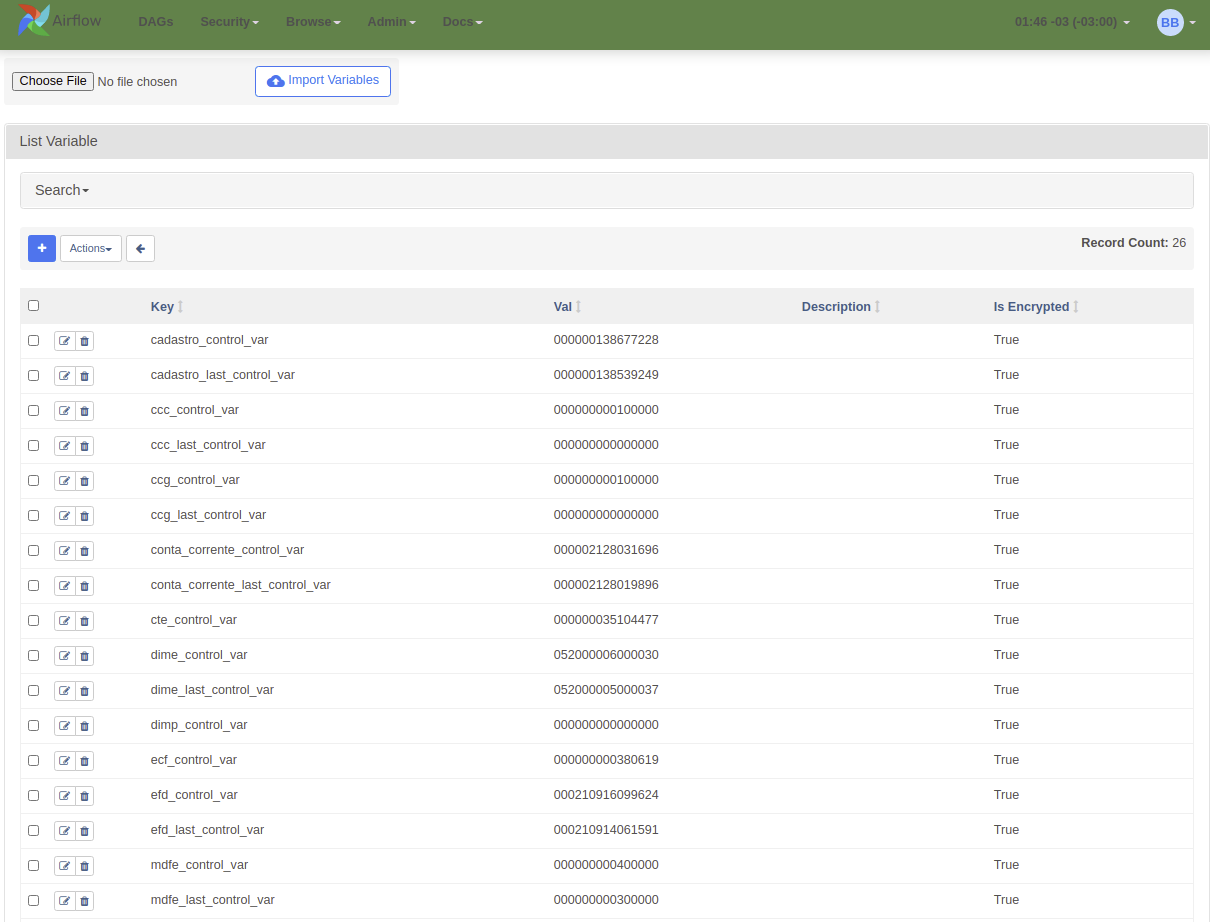 Airflow DAGs Security Browse Admin Docs 01:46 -03 (-03:00) BB
Choose File No file chosen Import Variables
List Variable
Search
+ Actions Record Count: 26
Key Val Description Is Encrypted
cadastro_control_var 000000138677228 True
cadastro_last_control_var 000000138539249 True
ccc_control_var 000000000100000 True
ccc_last_control_var 000000000000000 True
ccg_control_var 000000000100000 True
ccg_last_control_var 000000000000000 True
conta_corrente_control_var 000002128031696 True
conta_corrente_last_control_var 000002128019896 True
cte_control_var 000000035104477 True
dime_control_var 052000006000030 True
dime_last_control_var 052000005000037 True
dimp_control_var 000000000000000 True
ecf_control_var 000000000380619 True
efd_control_var 000210916099624 True
efd_last_control_var 000210914061591 True
mdfe_control_var 000000000400000 True
mdfe_last_control_var 000000000300000 True